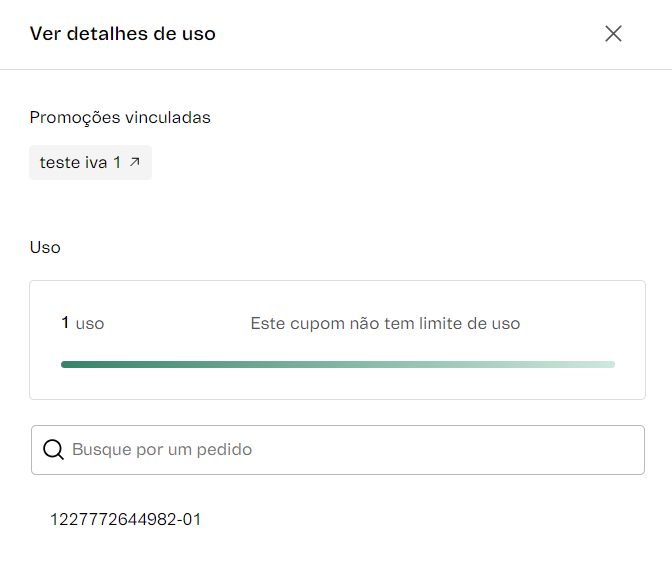 Ver detalhes de uso
Promoções vinculadas
teste iva 1
Uso
1 uso
Este cupom não tem limite de uso
Busque por um pedido
1227772644982-01